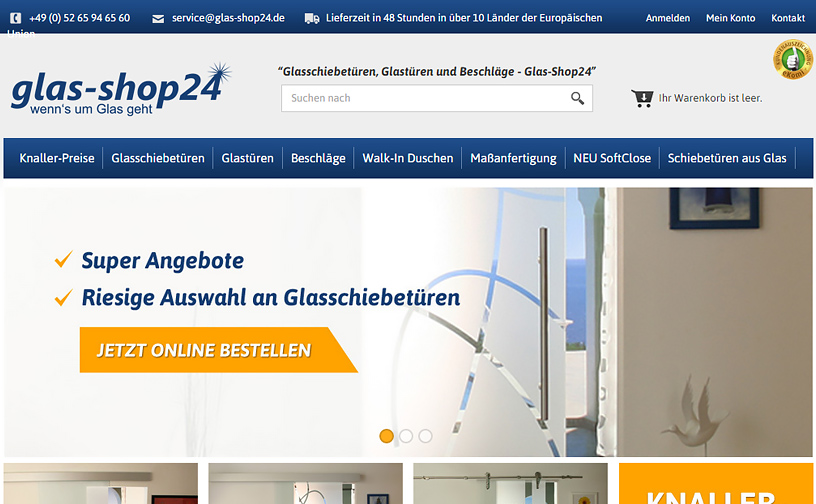 +49 (0) 52 65 94 65 60
service@glas-shop24.de
Lieferzeit in 48 Stunden in über 10 Länder der Europäischen
Union
Anmelden
Mein Konto
Kontakt
glas-shop24
wenn's um Glas geht
“Glasschiebetüren, Glastüren und Beschläge - Glas-Shop24”
Suchen nach
Ihr Warenkorb ist leer.
KUNDENAUSZEICHNUNG
eKomi
Knaller-Preise
Glasschiebetüren
Glastüren
Beschläge
Walk-In Duschen
Maßanfertigung
NEU SoftClose
Schiebetüren aus Glas
Super Angebote
Riesige Auswahl an Glasschiebetüren
JETZT ONLINE BESTELLEN
KNALLER